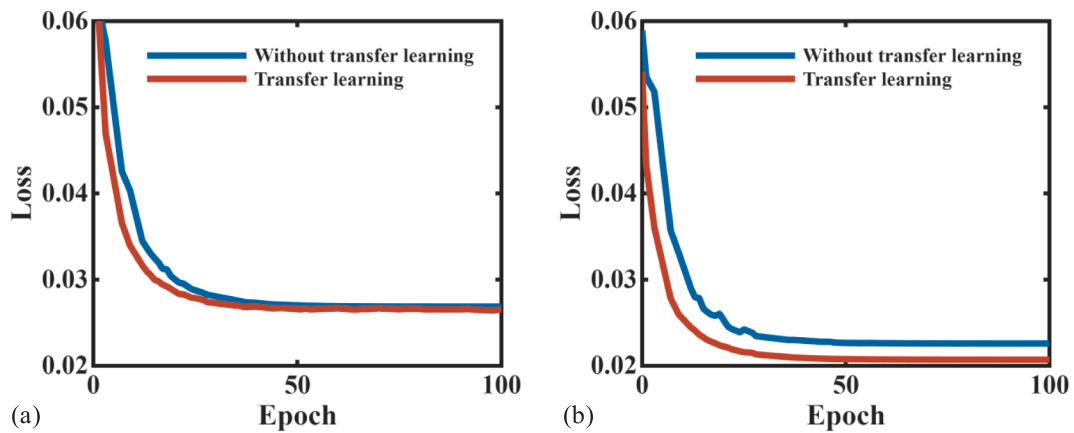 0.06
0.05
0.04
0.03
0.02
Loss
Without transfer learning
Transfer learning
0
50
100
Epoch
(a)
0.06
0.05
0.04
0.03
0.02
Loss
Without transfer learning
Transfer learning
0
50
100
Epoch
(b)